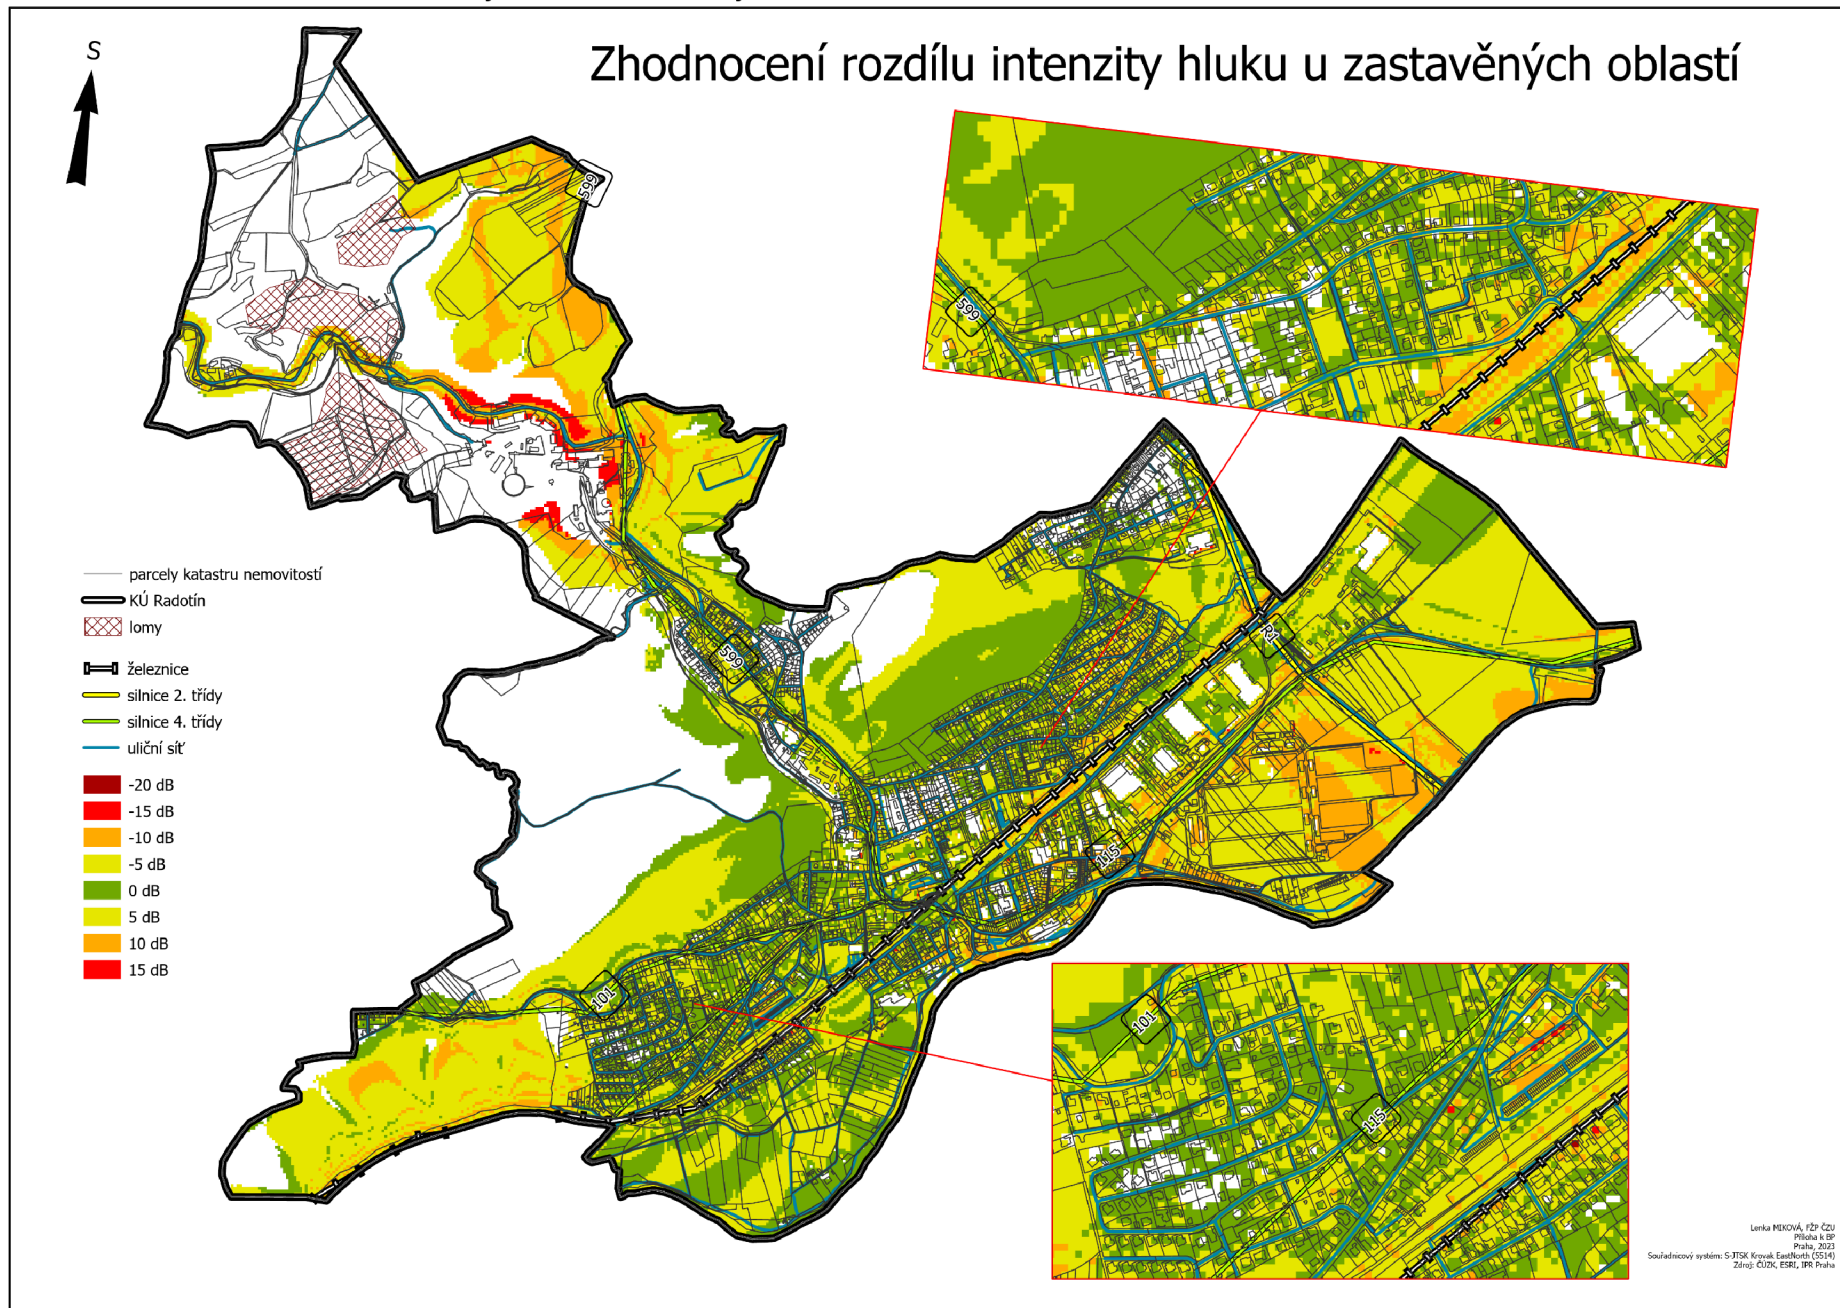 Zhodnocení rozdílu intenzity hluku u zastavěných oblastí
S
599
599
599
R1
115
101
101
115
parcely katastru nemovitostí
KÚ Radotín
lomy
železnice
silnice 2. třídy
silnice 4. třídy
uliční síť
-20 dB
-15 dB
-10 dB
-5 dB
0 dB
5 dB
10 dB
15 dB
Lenka MIKOVÁ, FŽP ČZU
Příloha k BP
Praha, 2023
Souřadnicový systém: S-JTSK Krovak EastNorth (5514)
Zdroj: ČÚZK, ESRI, IPR Praha